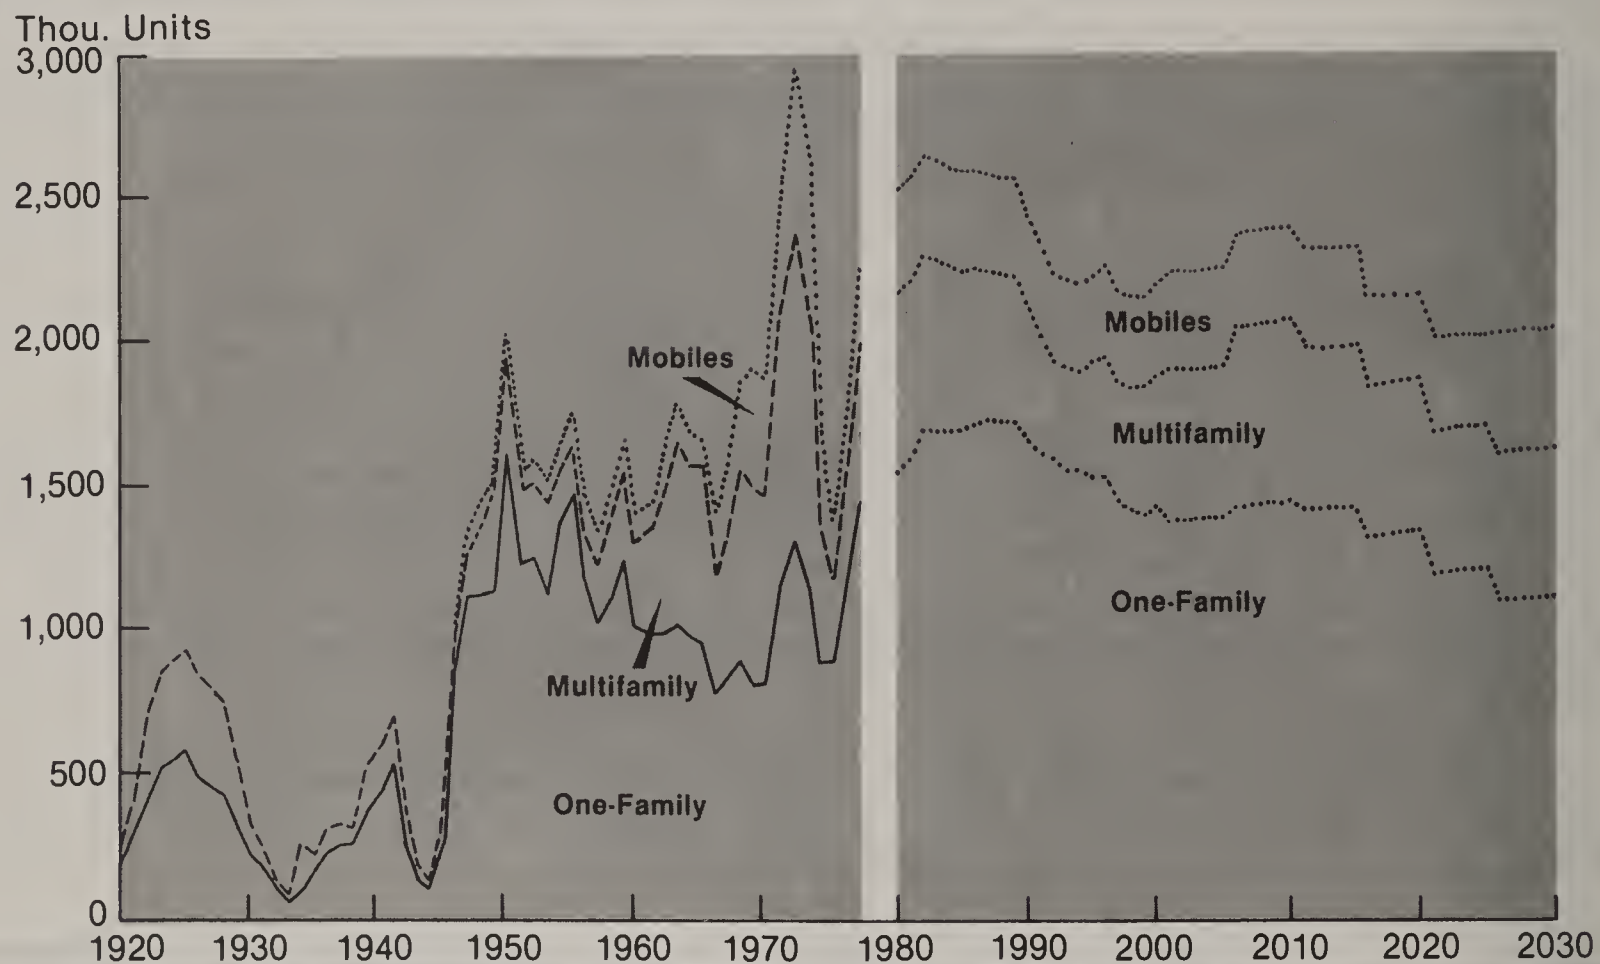 Thou. Units
3,000
2,500
2,000
1,500
1,000
500
0
Mobiles
Multifamily
One-Family
Mobiles
Multifamily
One-Family
1920 1930 1940 1950 1960 1970 1980 1990 2000 2010 2020 2030